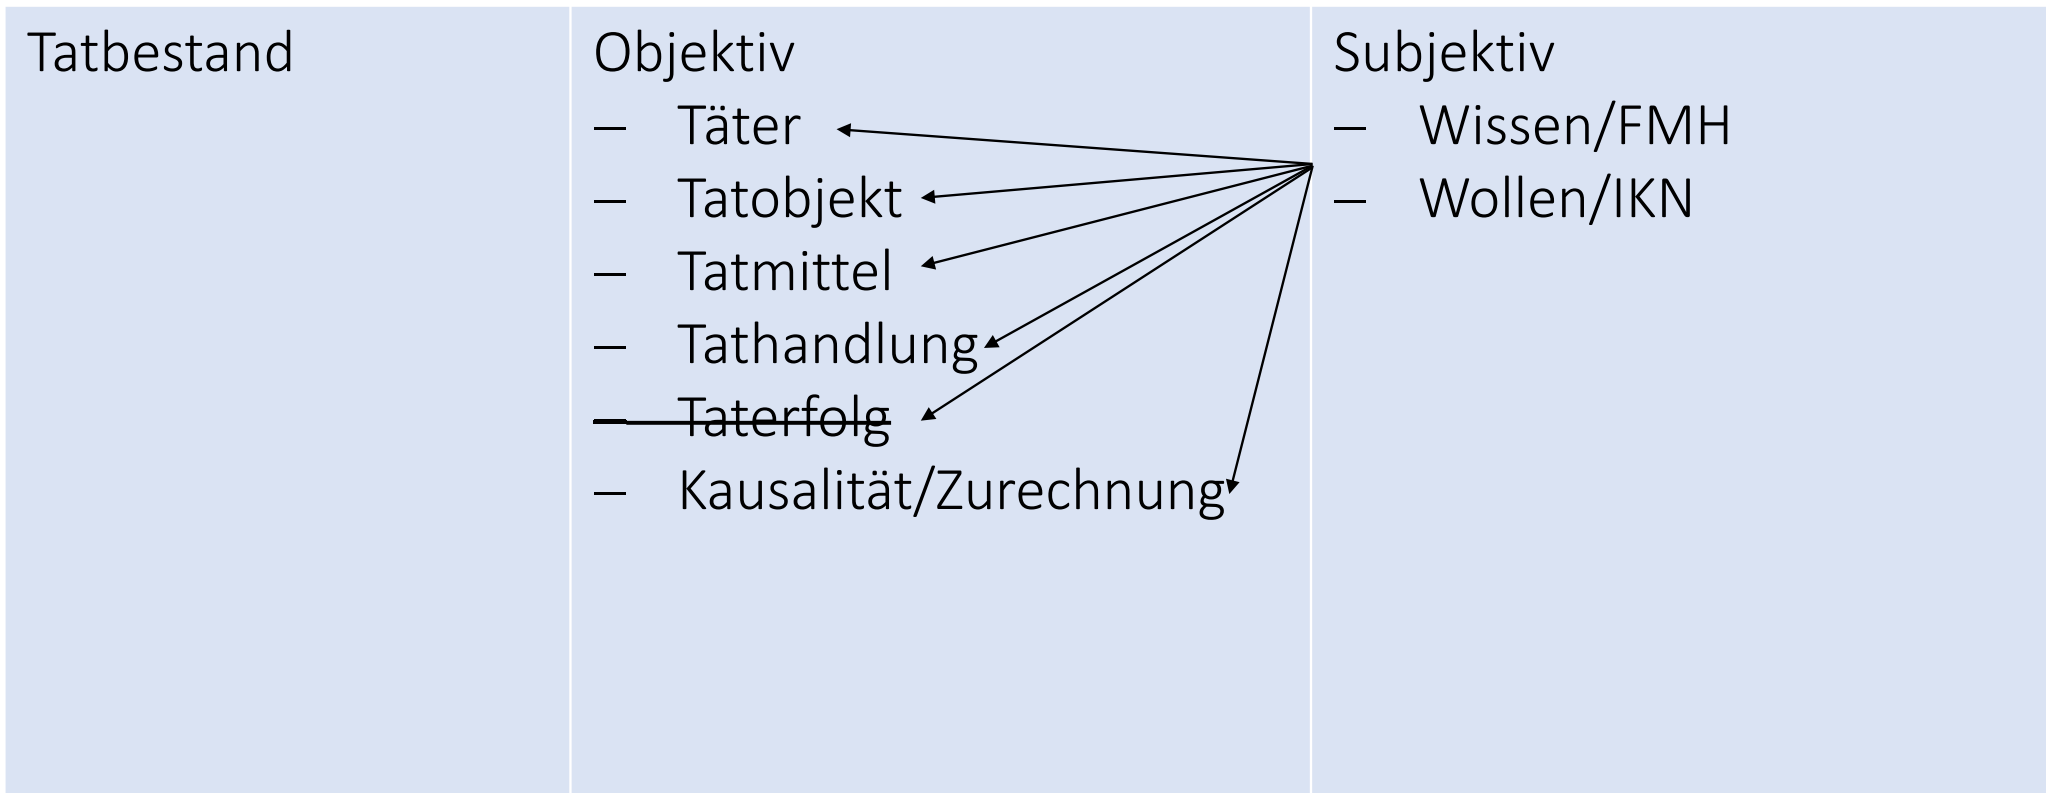 Tatbestand
Objektiv
– Täter
– Tatobjekt
– Tatmittel
– Tathandlung
– Taterfolg
– Kausalität/Zurechnung
Subjektiv
– Wissen/FMH
– Wollen/IKN